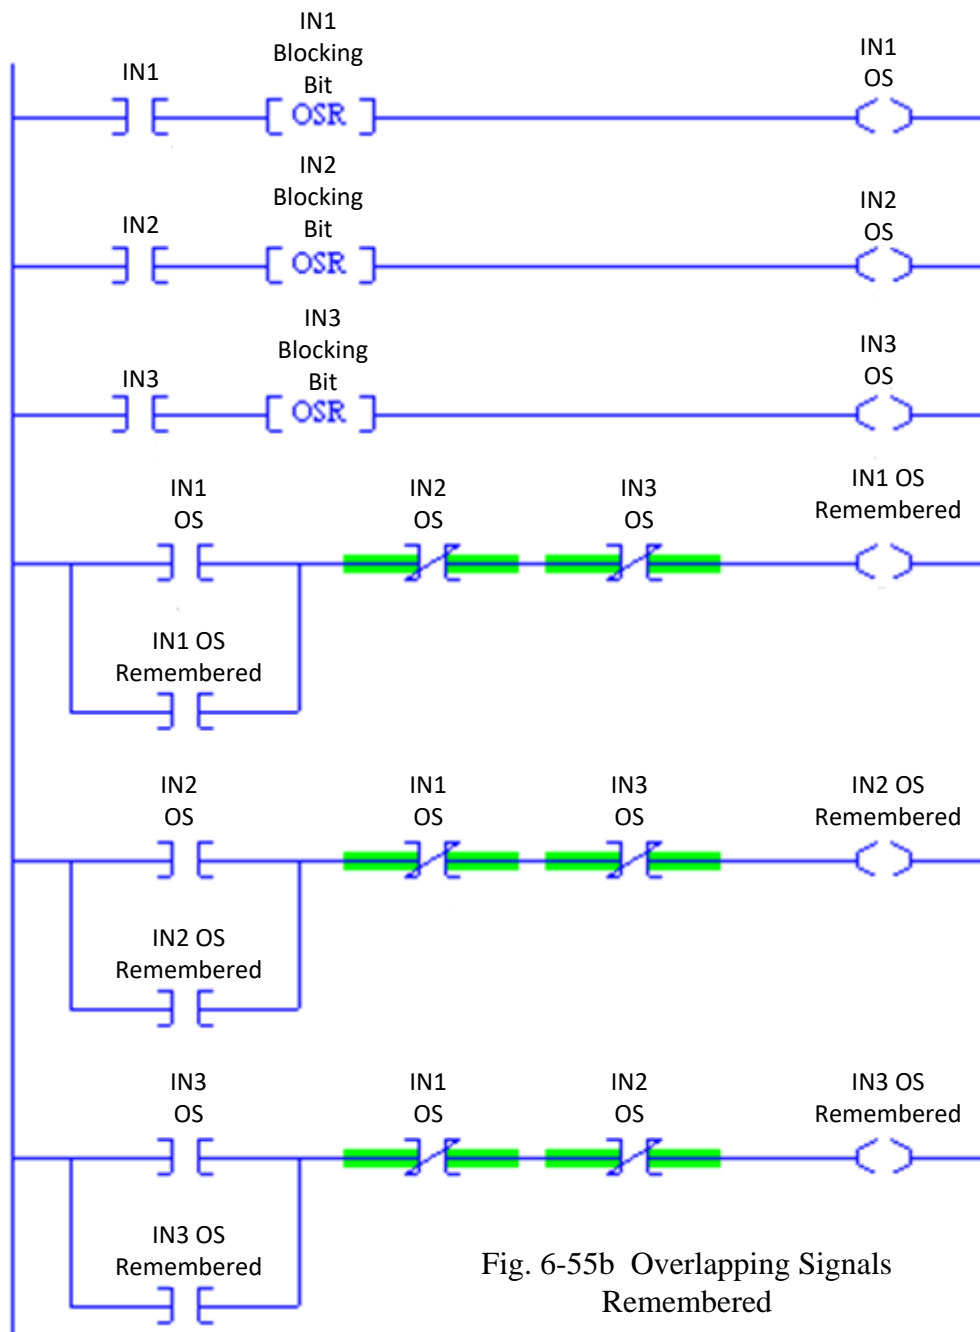 IN1
IN1
Blocking
Bit
OSR
IN1
OS
IN2
IN2
Blocking
Bit
OSR
IN2
OS
IN3
IN3
Blocking
Bit
OSR
IN3
OS
IN1
OS
IN2
OS
IN3
OS
IN1 OS
Remembered
IN1 OS
Remembered
IN2
OS
IN1
OS
IN3
OS
IN2 OS
Remembered
IN2 OS
Remembered
IN3
OS
IN1
OS
IN2
OS
IN3 OS
Remembered
IN3 OS
Remembered
Fig. 6-55b Overlapping Signals
Remembered